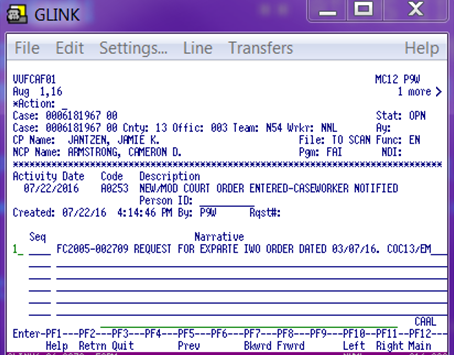 GLINK
File Edit Settings... Line Transfers Help
VUFCAF01 MC12 P9W
Aug 1,16 1 more >
*Action: _
Case: 0006181967 00 Stat: OPN
Case: 0006181967 00 Cnty: 13 Offic: 003 Team: N54 Wrkr: NNL Ay:
CP Name: JANTZEN, JAMIE K. File: TO SCAN Func: EN
NCP Name: ARMSTRONG, CAMERON D. Pgm: FAI NDI:
Activity Date Code Description
07/22/2016 A0253 NEW/MOD COURT ORDER ENTERED-CASEWORKER NOTIFIED
Person ID:
Created: 07/22/16 4:14:46 PM By: P9W Rqst#:
Seq Narrative
1_ FC2005-002709 REQUEST FOR EXPARTE IWO ORDER DATED 03/07/16. COC13/EM
CAAL
Enter-PF1---PF2---PF3---PF4---PF5---PF6---PF7---PF8---PF9---PF10--PF11--PF12--
Help Retrn Quit Prev Bkwrd Frwrd Left Right Main